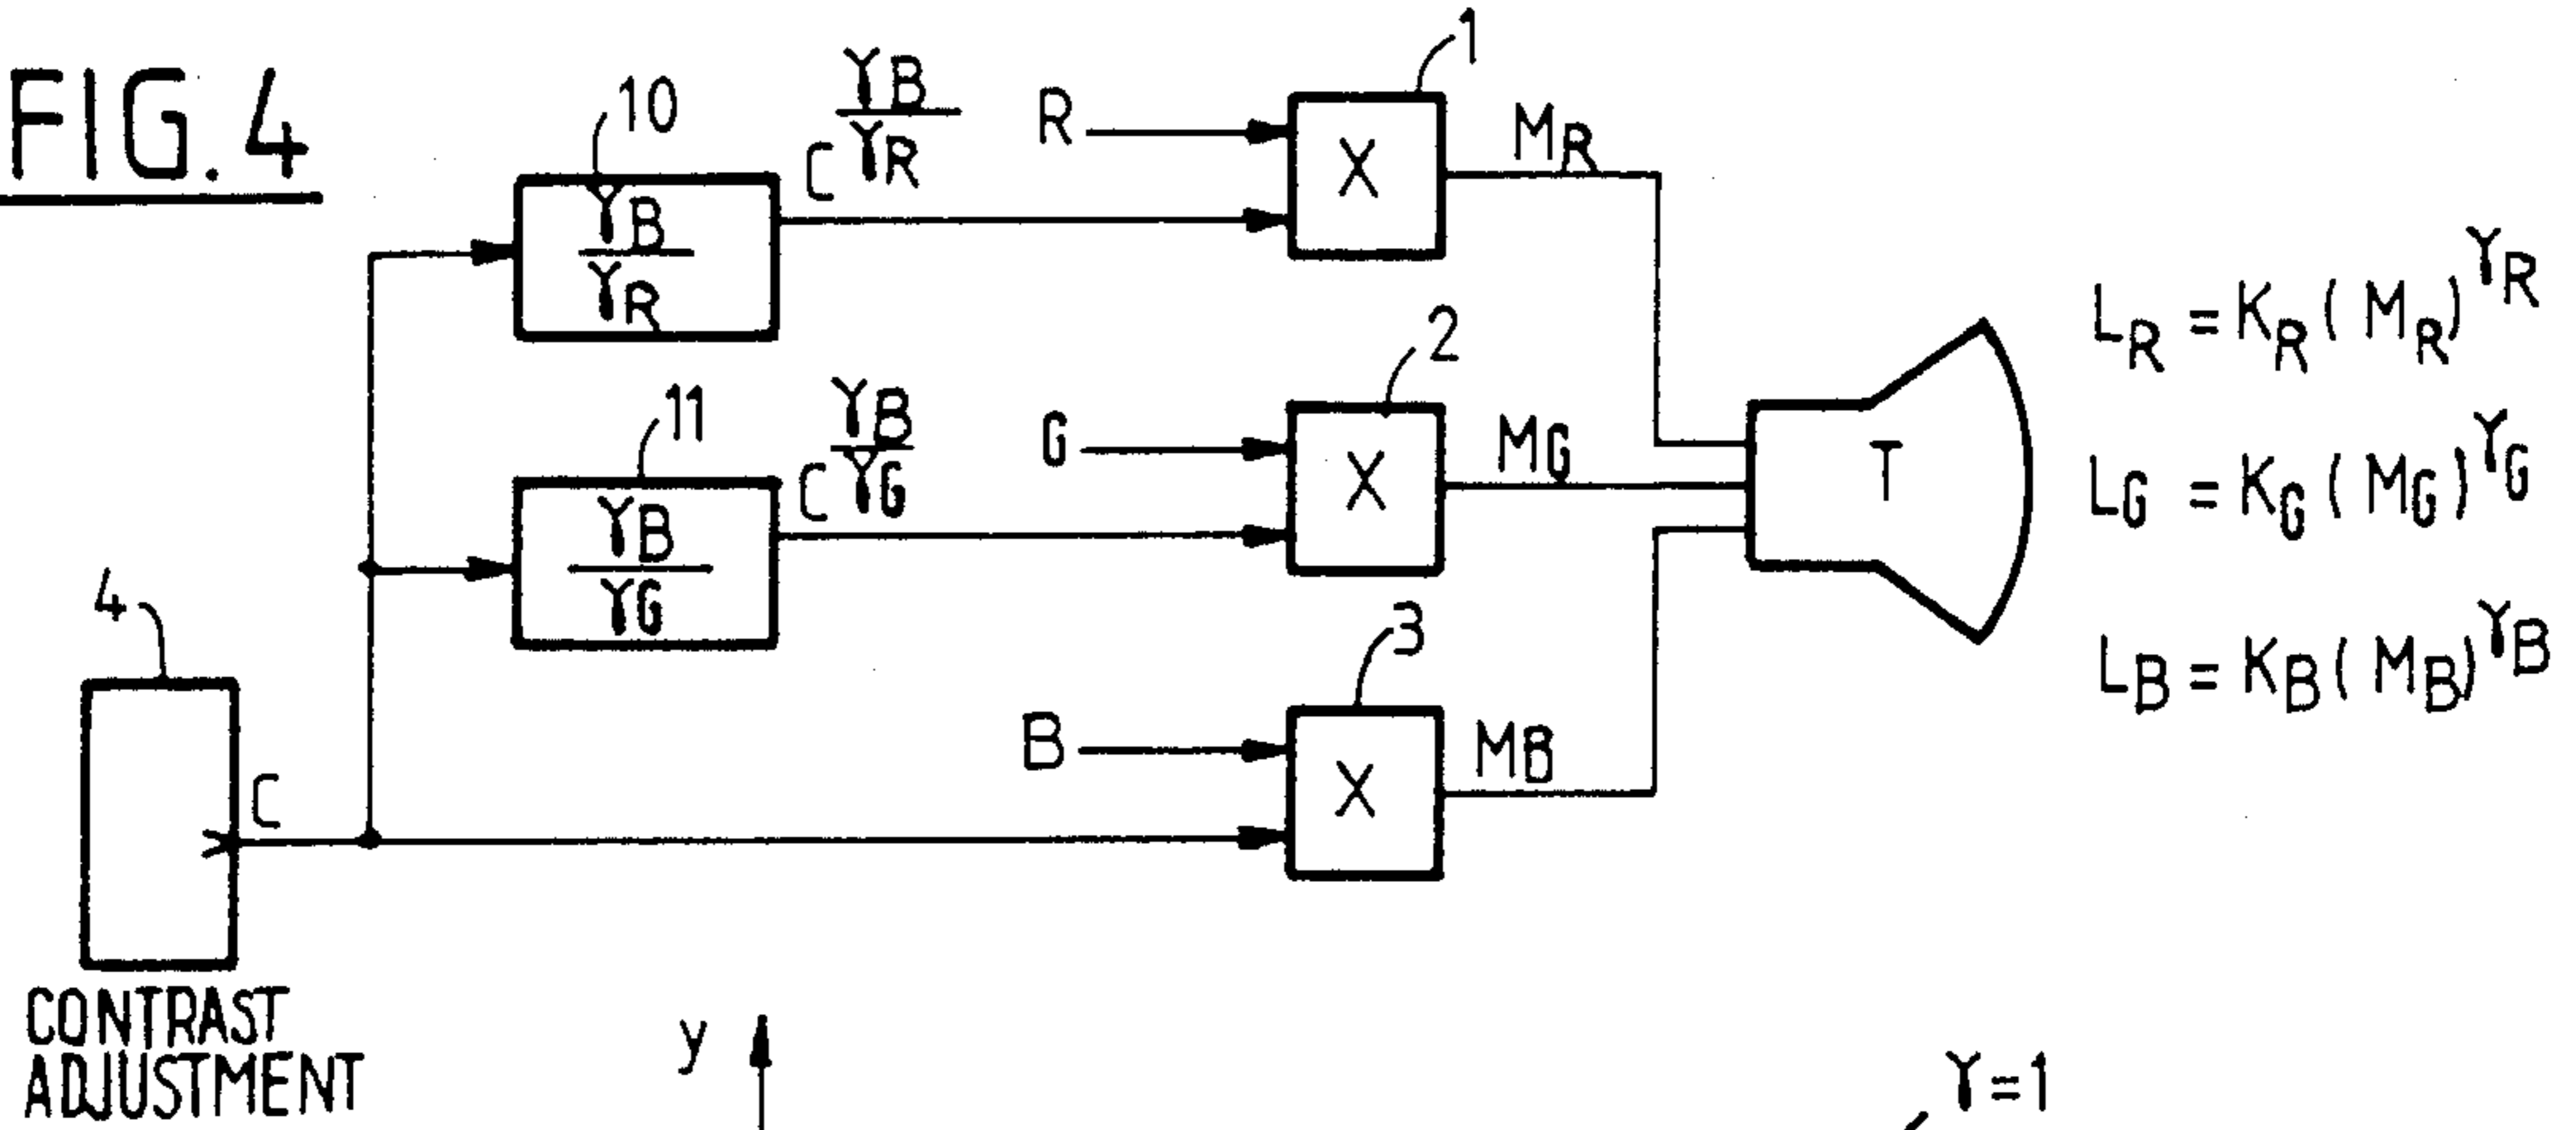 FIG. 4
10
γB
γR
C γB/γR
R
1
X
MR
11
γB
γG
C γB/γG
G
2
X
MG
4
C
B
3
X
MB
T
LR = KR (MR)γR
LG = KG (MG)γG
LB = KB (MB)γB
CONTRAST
ADJUSTMENT
y
γ=1